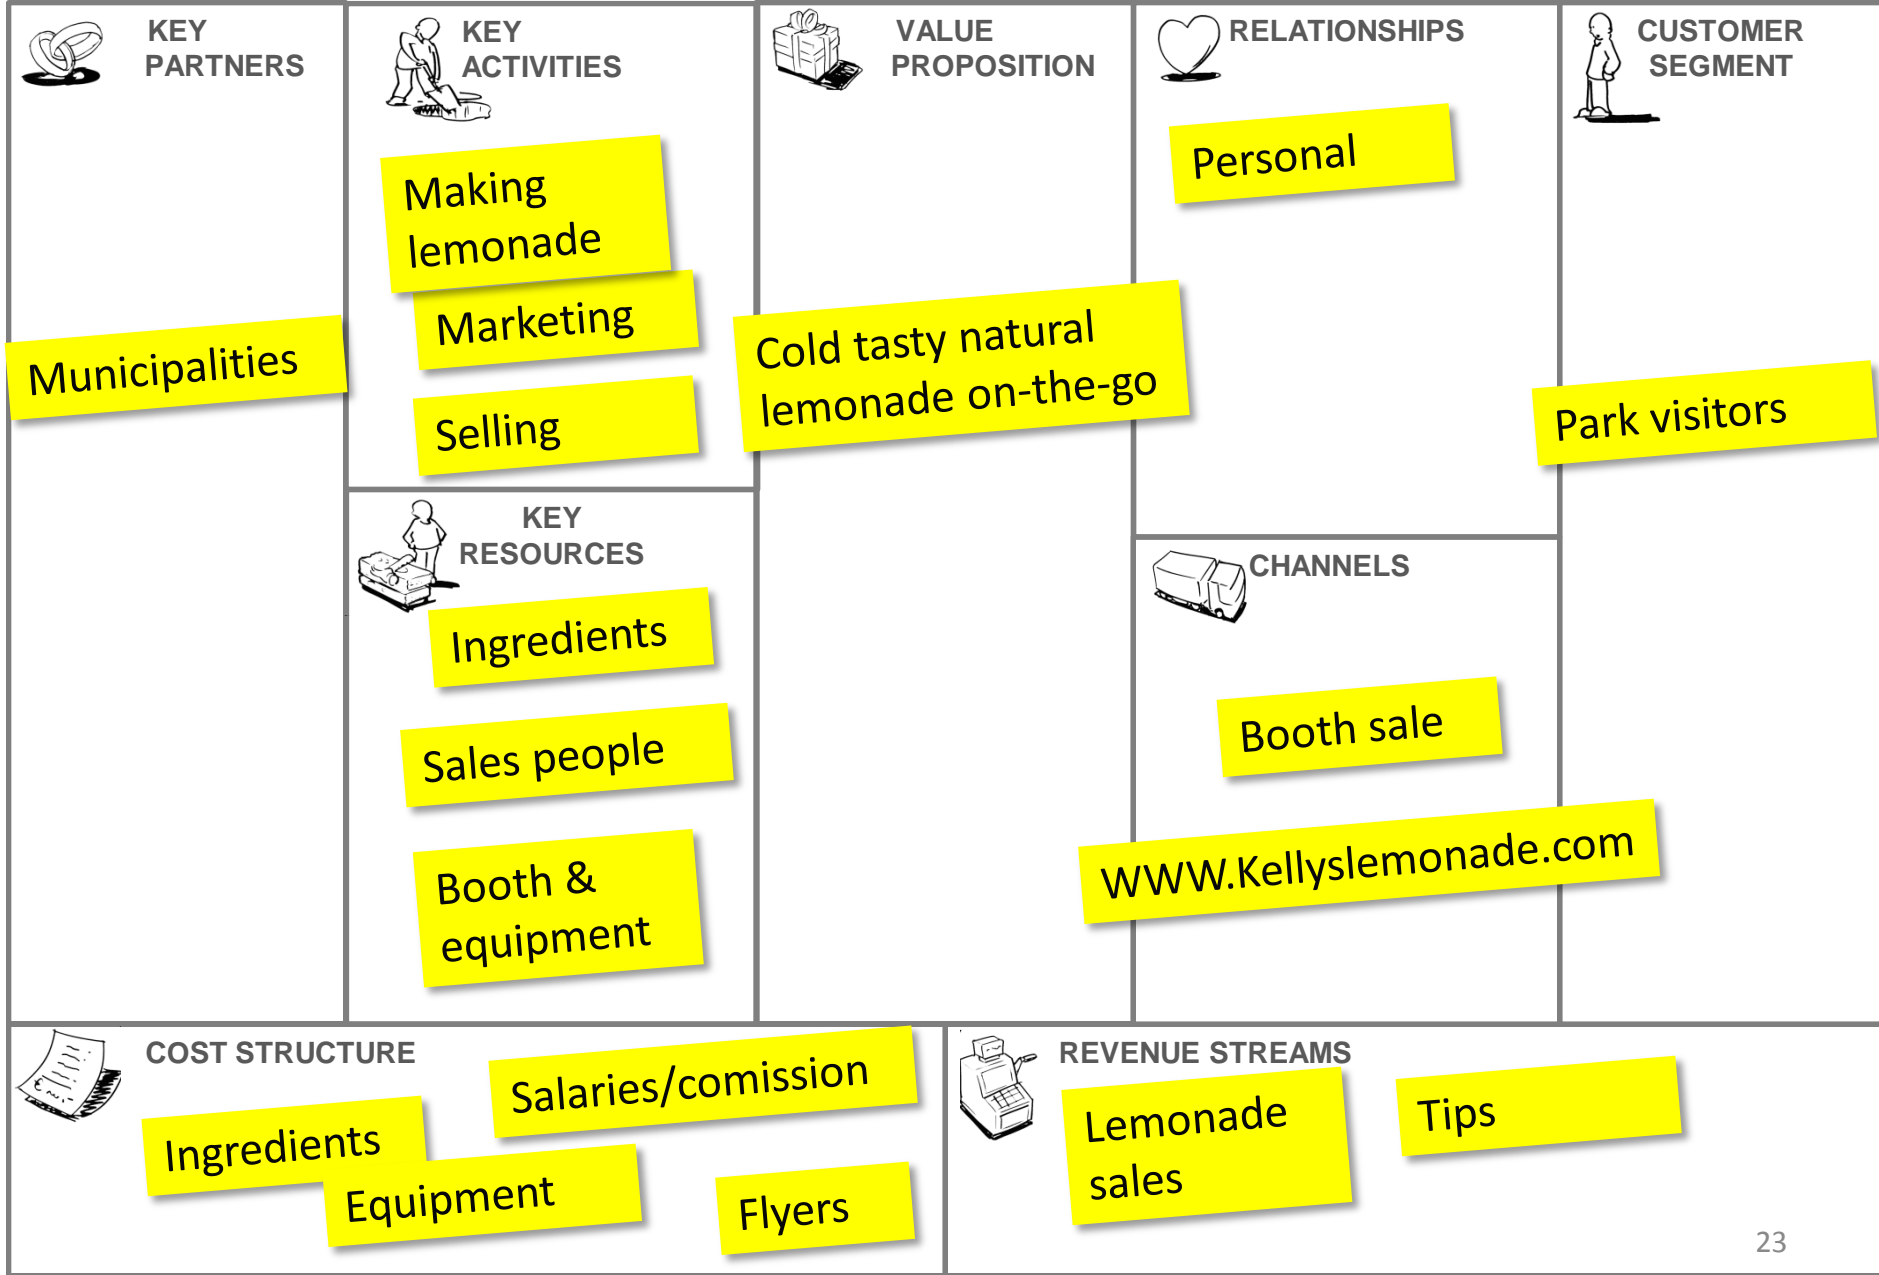 KEY
PARTNERS
Municipalities
KEY
ACTIVITIES
Making
lemonade
Marketing
Selling
KEY
RESOURCES
Ingredients
Sales people
Booth &
equipment
VALUE
PROPOSITION
Cold tasty natural
lemonade on-the-go
RELATIONSHIPS
Personal
CHANNELS
Booth sale
WWW.Kellyslemonade.com
CUSTOMER
SEGMENT
Park visitors
COST STRUCTURE
Salaries/comission
Ingredients
Equipment
Flyers
REVENUE STREAMS
Lemonade
sales
Tips
23